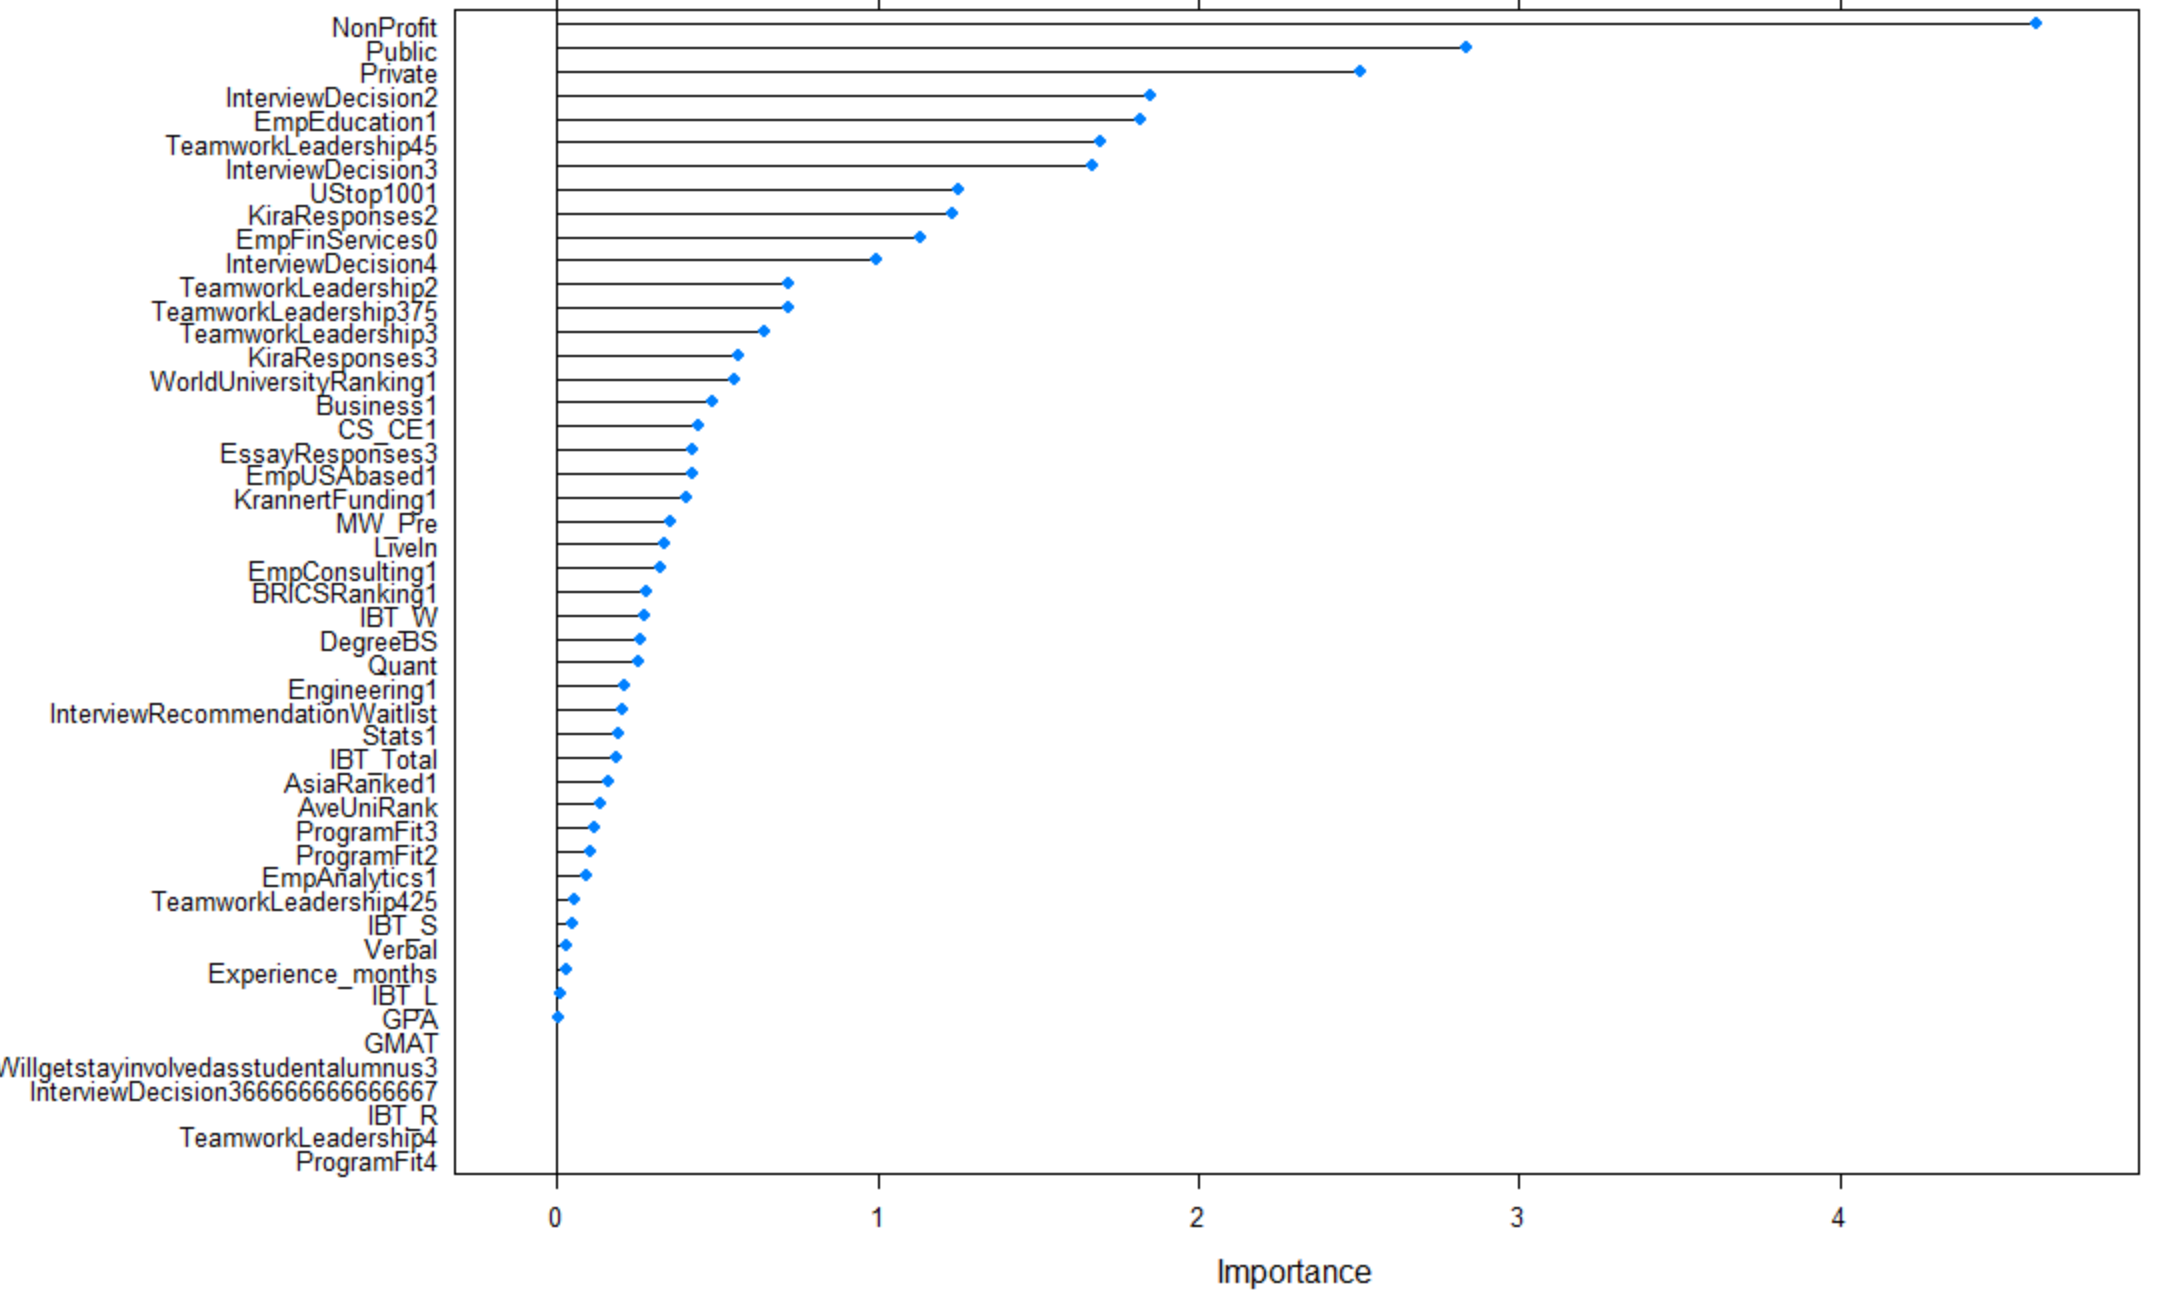 NonProfit
Public
Private
InterviewDecision2
EmpEducation1
TeamworkLeadership45
InterviewDecision3
UStop1001
KiraResponses2
EmpFinServices0
InterviewDecision4
TeamworkLeadership2
TeamworkLeadership375
TeamworkLeadership3
KiraResponses3
WorldUniversityRanking1
Business1
CS_CE1
EssayResponses3
EmpUSAbased1
KrannertFunding1
MW_Pre
LiveIn
EmpConsulting1
BRICSRanking1
IBT_W
DegreeBS
Quant
Engineering1
InterviewRecommendationWaitlist
Stats1
IBT_Total
AsiaRanked1
AveUniRank
ProgramFit3
ProgramFit2
EmpAnalytics1
TeamworkLeadership425
IBT_S
Verbal
Experience_months
IBT_L
GPA
GMAT
Willgetstayinvolvedasstudentalumnus3
InterviewDecision366666666666667
IBT_R
TeamworkLeadership4
ProgramFit4
0 1 2 3 4
Importance